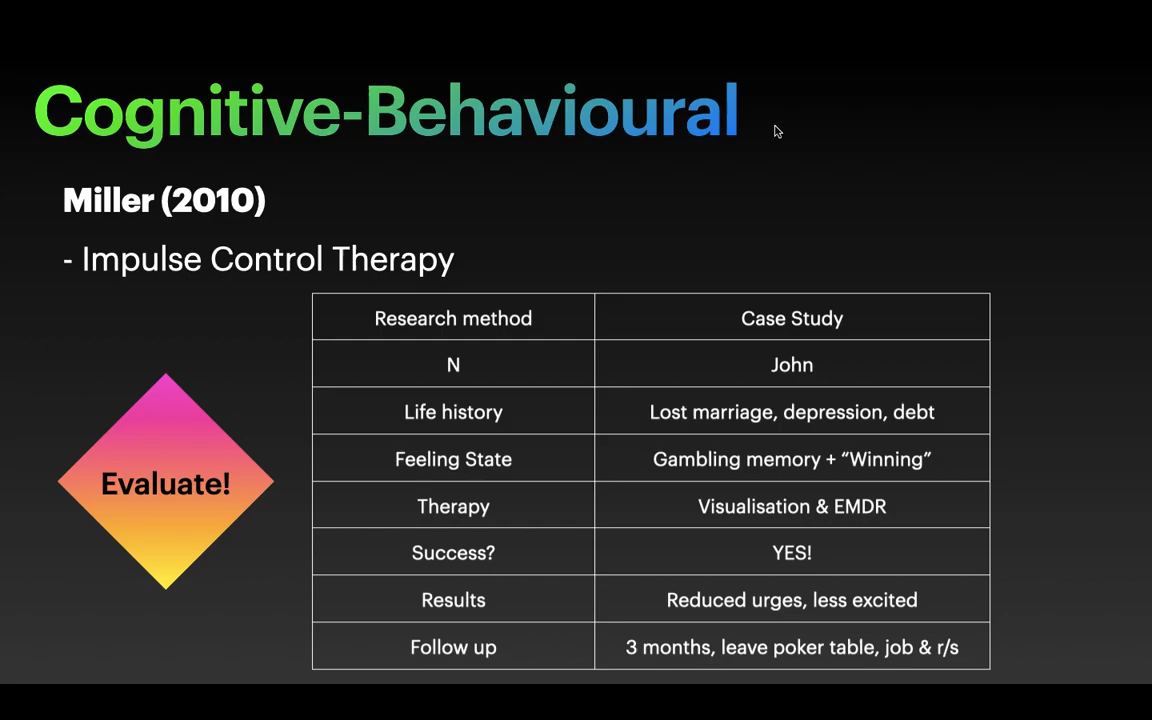 Cognitive-Behavioural
Miller (2010)
- Impulse Control Therapy
Research method Case Study
N John
Life history Lost marriage, depression, debt
Feeling State Gambling memory + “Winning”
Evaluate!
Therapy Visualisation & EMDR
Success? YES!
Results Reduced urges, less excited
Follow up 3 months, leave poker table, job & r/s